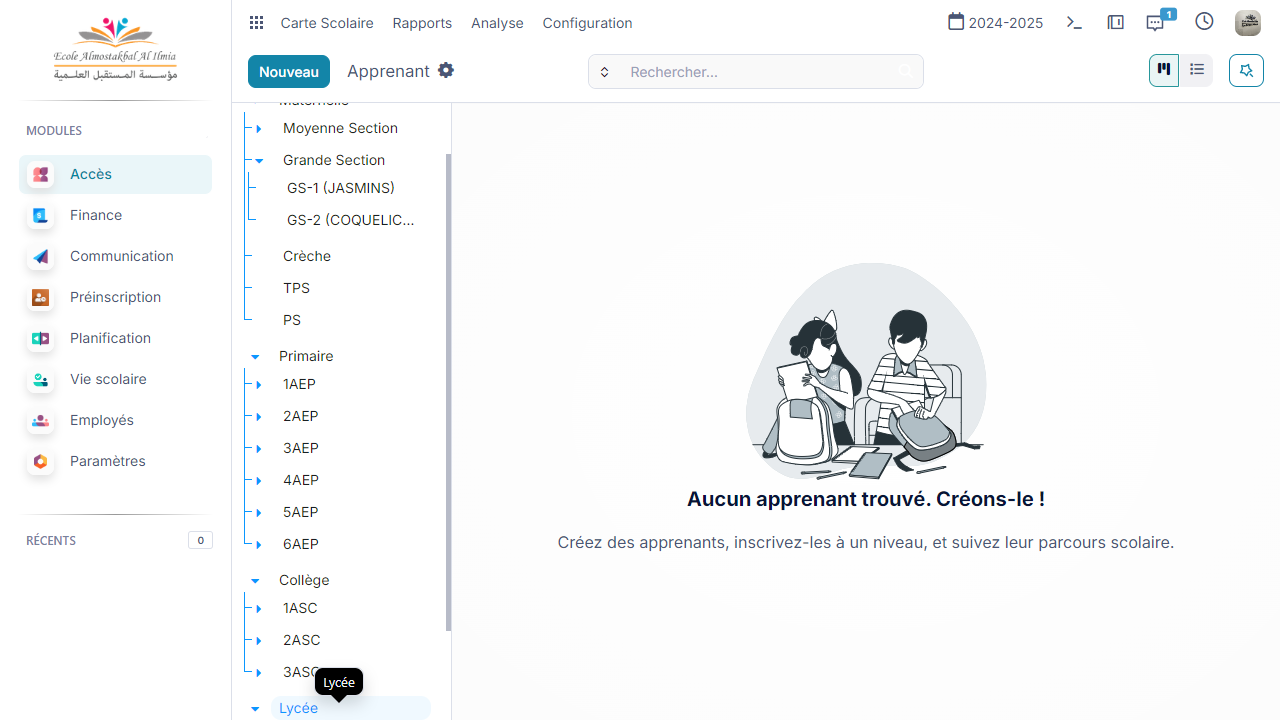 Ecole Almostakbal Al Ilmia
مؤسـسـة المسـتقبل العلـمـيـة
MODULES
Accès
Finance
Communication
Préinscription
Planification
Vie scolaire
Employés
Paramètres
RÉCENTS
0
Carte Scolaire
Rapports
Analyse
Configuration
2024-2025
1
Nouveau
Apprenant
Rechercher...
Maternelle
Moyenne Section
Grande Section
GS-1 (JASMINS)
GS-2 (COQUELIC...
Crèche
TPS
PS
Primaire
1AEP
2AEP
3AEP
4AEP
5AEP
6AEP
Collège
1ASC
2ASC
3ASC
Lycée
Lycée
Aucun apprenant trouvé. Créons-le !
Créez des apprenants, inscrivez-les à un niveau, et suivez leur parcours scolaire.